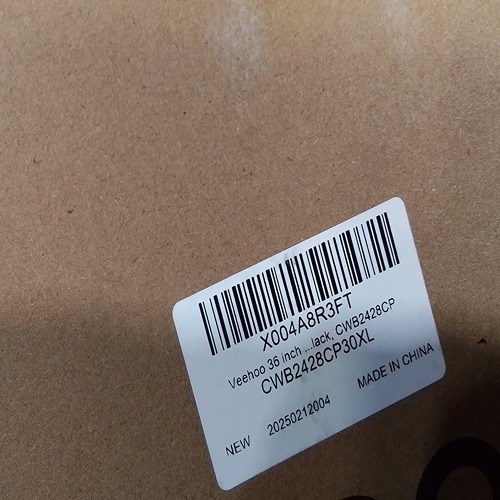 X004A8R3FT
Veehoo 36 inch ...lack, CWB2428CP
CWB2428CP30XL
NEW 20250212004 MADE IN CHINA